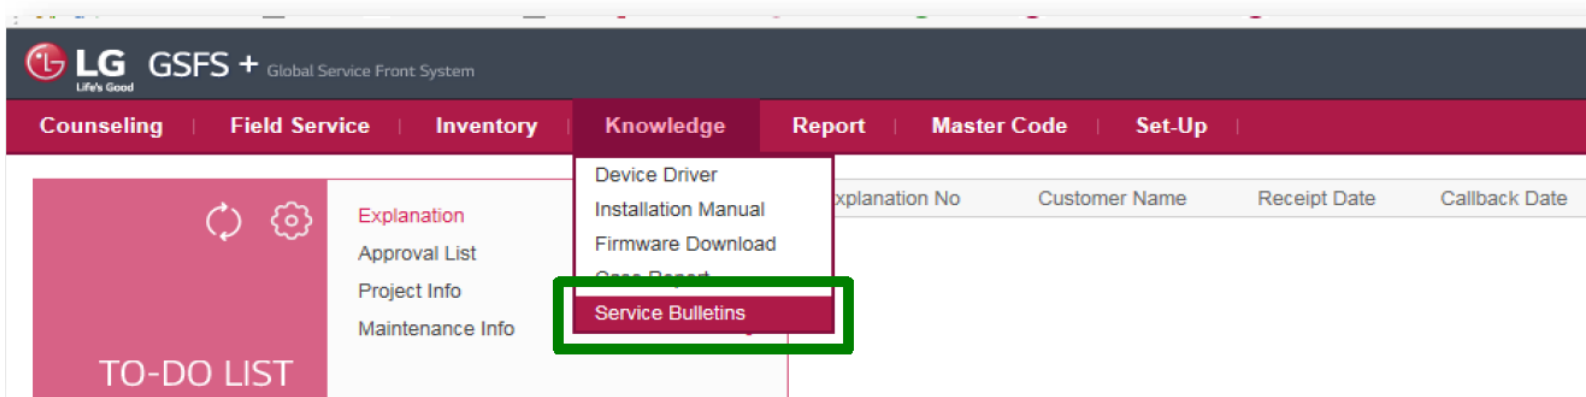 LG GSFS + Global Service Front System
Life's Good
Counseling Field Service Inventory Knowledge Report Master Code Set-Up
Device Driver
Installation Manual
Firmware Download
Case Report
Service Bulletins
TO-DO LIST
Explanation
Approval List
Project Info
Maintenance Info
xplanation No Customer Name Receipt Date Callback Date